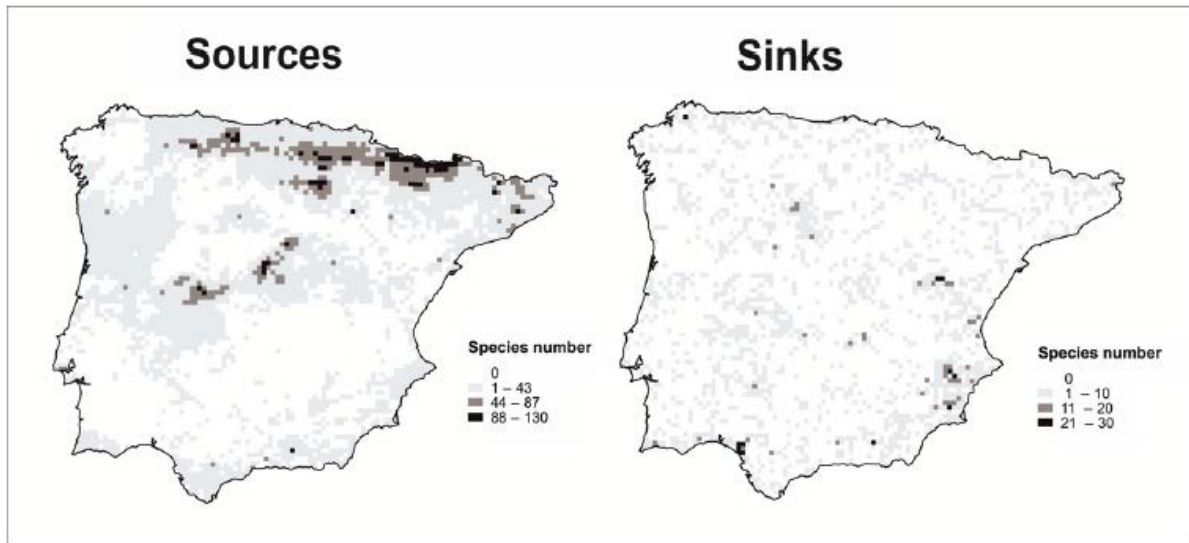 Sources
Species number
0
1 – 43
44 – 87
88 – 130
Sinks
Species number
0
1 – 10
11 – 20
21 – 30